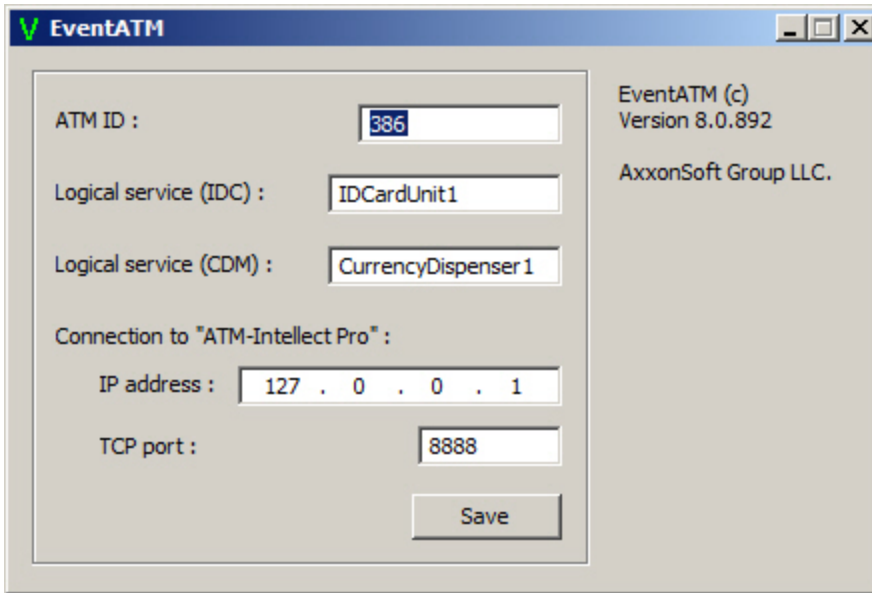 EventATM
ATM ID :
386
Logical service (IDC) :
IDCardUnit1
Logical service (CDM) :
CurrencyDispenser1
Connection to "ATM-Intellect Pro" :
IP address :
127 . 0 . 0 . 1
TCP port :
8888
Save
EventATM (c)
Version 8.0.892
AxxonSoft Group LLC.